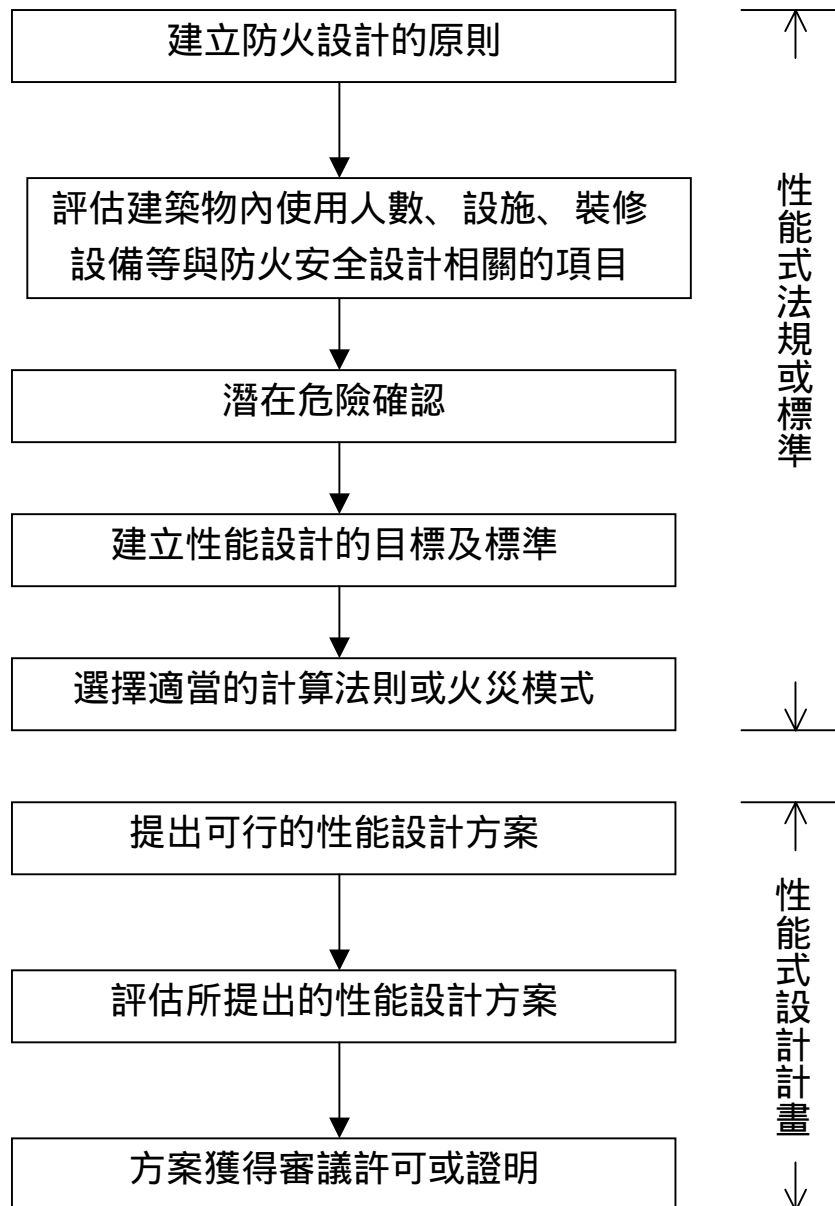 建立防火設計的原則
評估建築物內使用人數、設施、裝修
設備等與防火安全設計相關的項目
潛在危險確認
建立性能設計的目標及標準
選擇適當的計算法則或火災模式
性能式法規或標準
提出可行的性能設計方案
評估所提出的性能設計方案
方案獲得審議許可或證明
性能式設計計畫